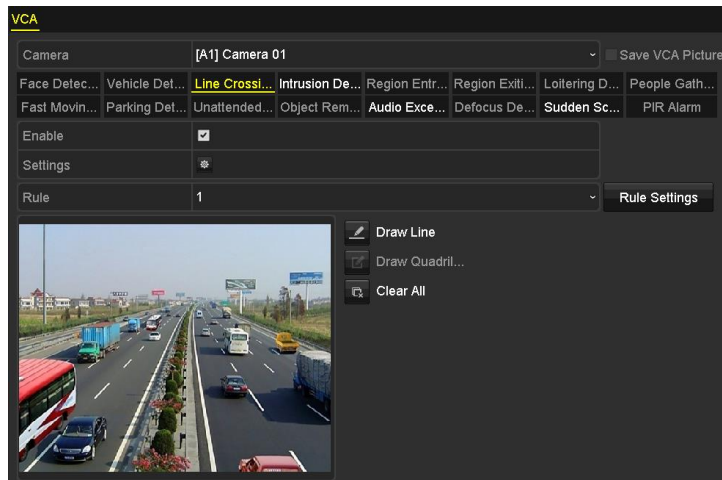 VCA
Camera [A1] Camera 01 Save VCA Picture
Face Detec... Vehicle Det... Line Crossi... Intrusion De... Region Entr... Region Exiti... Loitering D... People Gath...
Fast Movin... Parking Det... Unattended... Object Rem... Audio Exce... Defocus De... Sudden Sc... PIR Alarm
Enable
Settings
Rule 1 Rule Settings
Draw Line
Draw Quadril...
Clear All